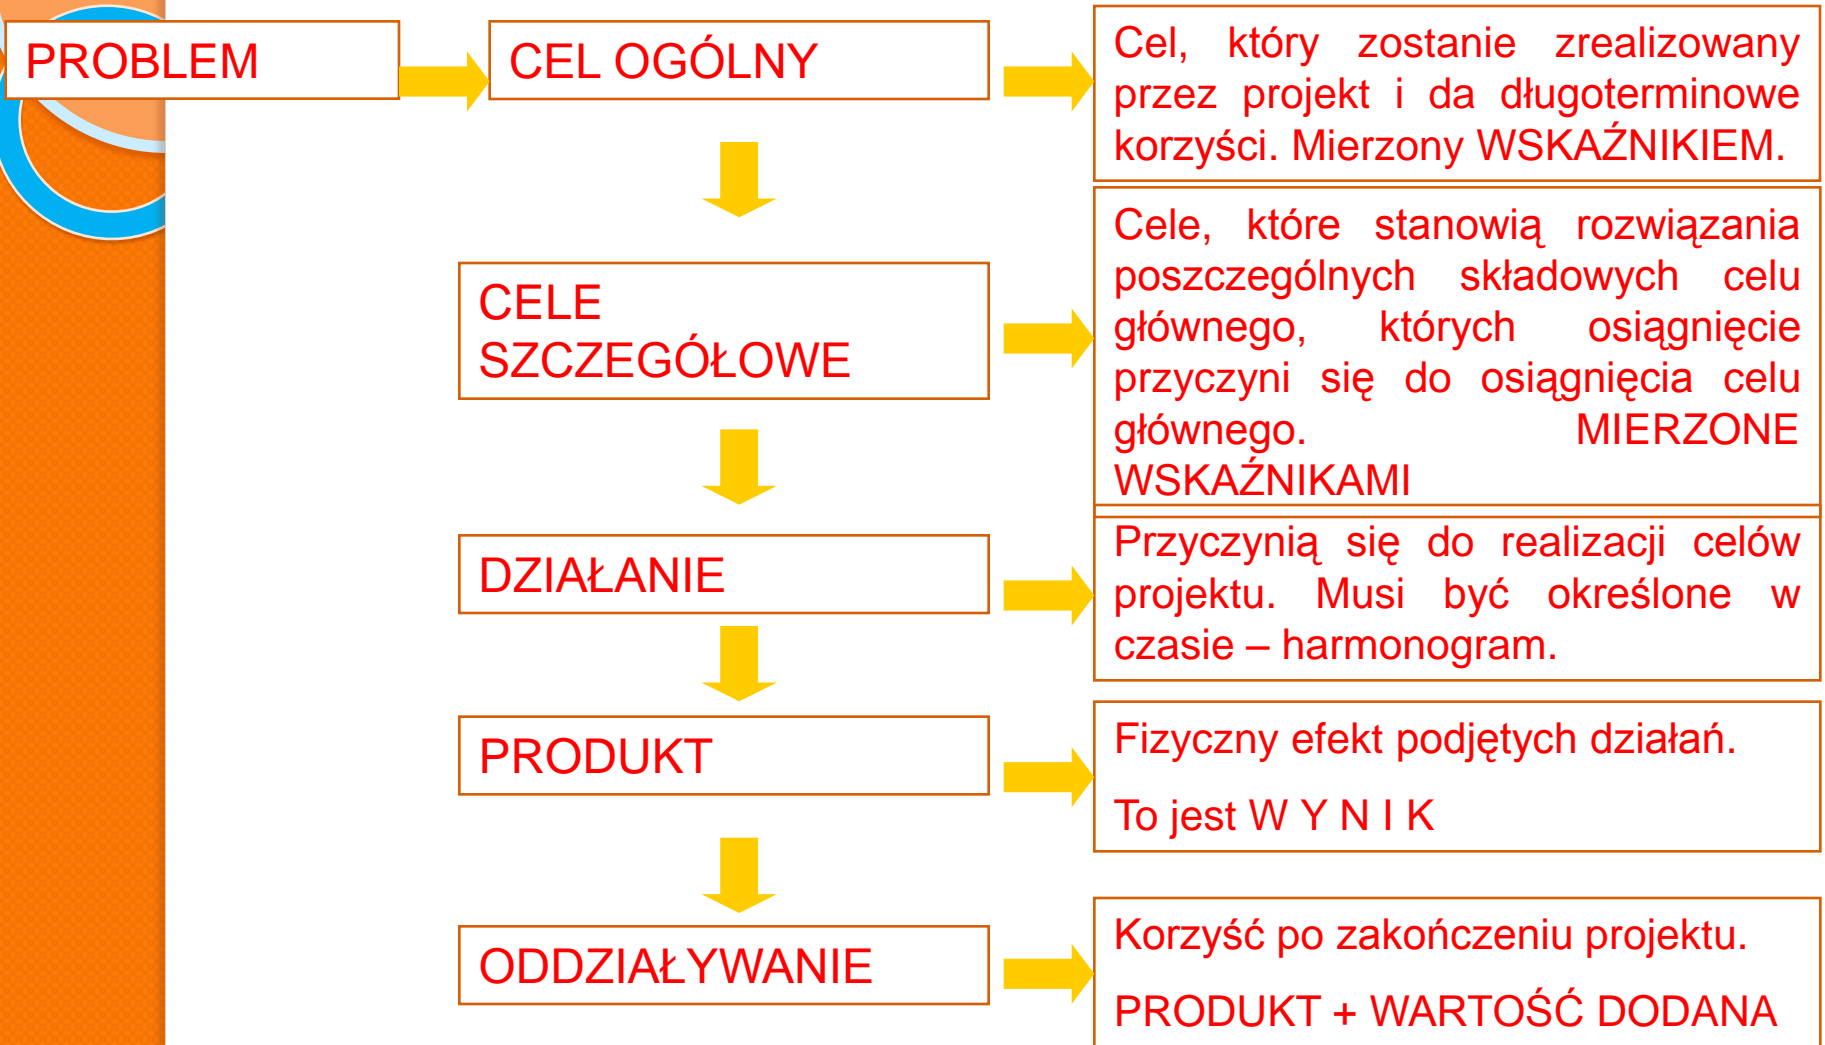 PROBLEM
CEL OGÓLNY
Cel, który zostanie zrealizowany
przez projekt i da długoterminowe
korzyści. Mierzony WSKAŹNIKIEM.
CELE
SZCZEGÓŁOWE
Cele, które stanowią rozwiązania
poszczególnych składowych celu
głównego, których osiągnięcie
przyczyni się do osiągnięcia celu
głównego. MIERZONE
WSKAŹNIKAMI
DZIAŁANIE
Przyczynią się do realizacji celów
projektu. Musi być określone w
czasie – harmonogram.
PRODUKT
Fizyczny efekt podjętych działań.
To jest W Y N I K
ODDZIAŁYWANIE
Korzyść po zakończeniu projektu.
PRODUKT + WARTOŚĆ DODANA